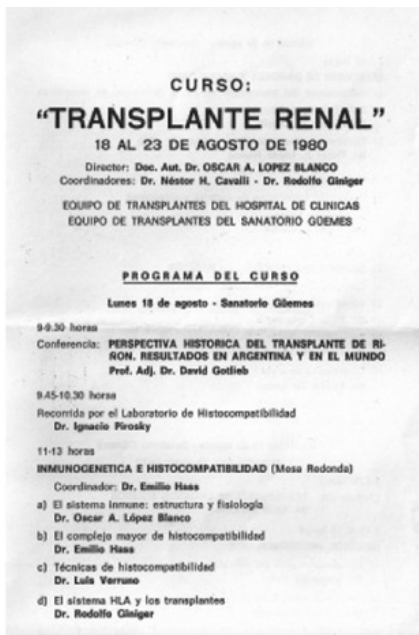 CURSO:
“TRANSPLANTE RENAL”
18 AL 23 DE AGOSTO DE 1980
Director: Doc. Aut. Dr. OSCAR A. LOPEZ BLANCO
Coordinadores: Dr. Néstor H. Cavalli - Dr. Rodolfo Giniger
EQUIPO DE TRANSPLANTES DEL HOSPITAL DE CLINICAS
EQUIPO DE TRANSPLANTES DEL SANATORIO GÜEMES
PROGRAMA DEL CURSO
Lunes 18 de agosto - Sanatorio Güemes
9-9.30 horas
Conferencia: PERSPECTIVA HISTORICA DEL TRANSPLANTE DE RI-
ÑON. RESULTADOS EN ARGENTINA Y EN EL MUNDO
Prof. Adj. Dr. David Gotlieb
9.45-10.30 horas
Recorrida por el Laboratorio de Histocompatibilidad
Dr. Ignacio Pirosky
11-13 horas
INMUNOGENETICA E HISTOCOMPATIBILIDAD (Mesa Redonda)
Coordinador: Dr. Emilio Hass
a) El sistema inmune: estructura y fisiología
Dr. Oscar A. López Blanco
b) El complejo mayor de histocompatibilidad
Dr. Emilio Hass
c) Técnicas de histocompatibilidad
Dr. Luis Verruno
d) El sistema HLA y los transplantes
Dr. Rodolfo Giniger